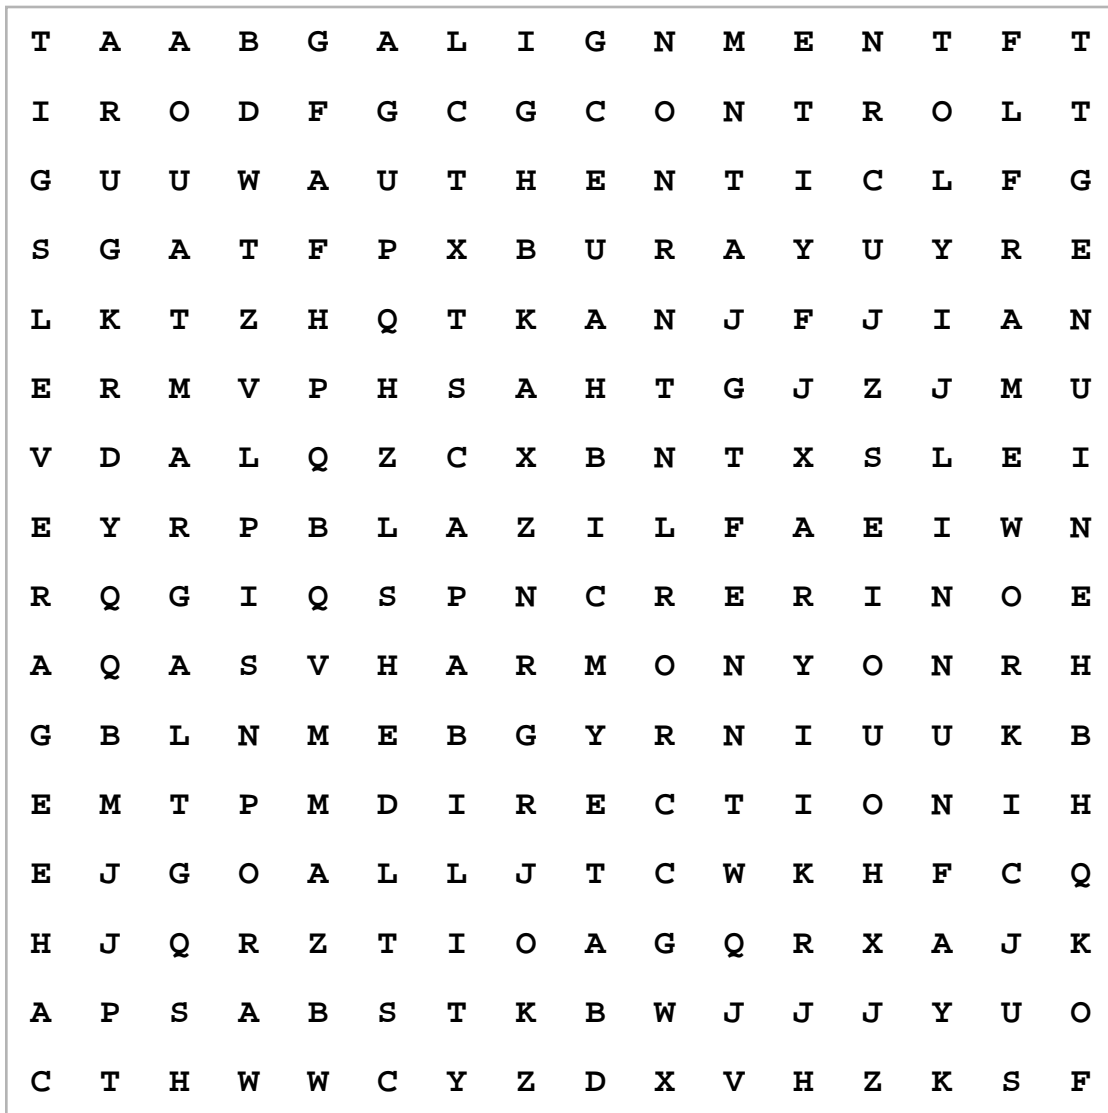 T A A B G A L I G N M E N T F T
I R O D F G C G C O N T R O L T
G U U W A U T H E N T I C L F G
S G A T F P X B U R A Y U Y R E
L K T Z H Q T K A N J F J I A N
E R M V P H S A H T G J Z J M U
V D A L Q Z C X B N T X S L E I
E Y R P B L A Z I L F A E I W N
R Q G I Q S P N C R E R I N O E
A Q A S V H A R M O N Y O N R H
G B L N M E B G Y R N I U U K B
E M T P M D I R E C T I O N I H
E J G O A L L J T C W K H F C Q
H J Q R Z T I O A G Q R X A J K
A P S A B S T K B W J J J Y U O
C T H W W C Y Z D X V H Z K S F